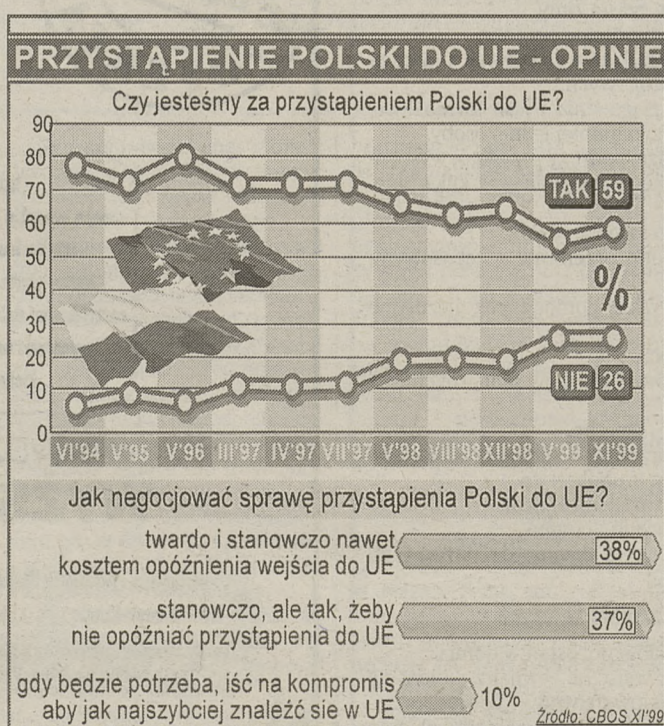 PRZYSTĄPIENIE POLSKI DO UE - OPINIE
Czy jesteśmy za przystąpieniem Polski do UE?
90
80
70
60
50
40
30
20
10
0
TAK 59
%
NIE 26
VI'94 V'95 V'96 III'97 IV'97 VII'97 V'98 VIII'98 XII'98 V'99 XI'99
Jak negocjować sprawę przystąpienia Polski do UE?
twardo i stanowczo nawet
kosztem opóźnienia wejścia do UE
38%
stanowczo, ale tak, żeby
nie opóźniać przystąpienia do UE
37%
gdy będzie potrzeba, iść na kompromis
aby jak najszybciej znaleźć sie w UE
10%
Źródło: CBOS XI'99